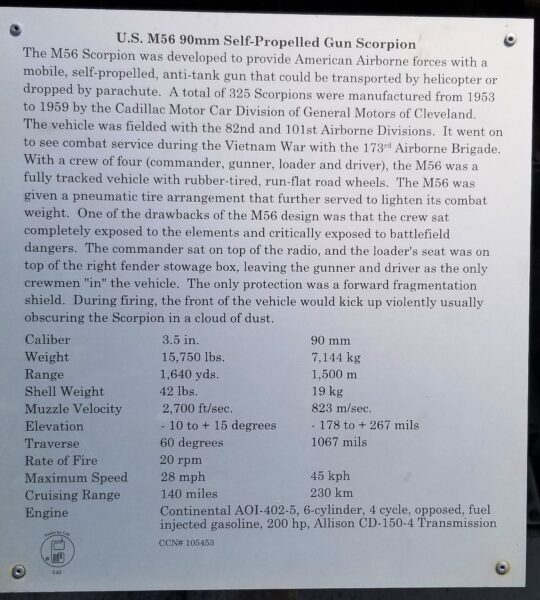 U.S. M56 90mm Self-Propelled Gun Scorpion
The M56 Scorpion was developed to provide American Airborne forces with a
mobile, self-propelled, anti-tank gun that could be transported by helicopter or
dropped by parachute. A total of 325 Scorpions were manufactured from 1953
to 1959 by the Cadillac Motor Car Division of General Motors of Cleveland.
The vehicle was fielded with the 82nd and 101st Airborne Divisions. It went on
to see combat service during the Vietnam War with the 173rd Airborne Brigade.
With a crew of four (commander, gunner, loader and driver), the M56 was a
fully tracked vehicle with rubber-tired, run-flat road wheels. The M56 was
given a pneumatic tire arrangement that further served to lighten its combat
weight. One of the drawbacks of the M56 design was that the crew sat
completely exposed to the elements and critically exposed to battlefield
dangers. The commander sat on top of the radio, and the loader's seat was on
top of the right fender stowage box, leaving the gunner and driver as the only
crewmen "in" the vehicle. The only protection was a forward fragmentation
shield. During firing, the front of the vehicle would kick up violently usually
obscuring the Scorpion in a cloud of dust.
Caliber 3.5 in. 90 mm
Weight 15,750 lbs. 7,144 kg
Range 1,640 yds. 1,500 m
Shell Weight 42 lbs. 19 kg
Muzzle Velocity 2,700 ft/sec. 823 m/sec.
Elevation - 10 to + 15 degrees - 178 to + 267 mils
Traverse 60 degrees 1067 mils
Rate of Fire 20 rpm
Maximum Speed 28 mph 45 kph
Cruising Range 140 miles 230 km
Engine Continental AOI-402-5, 6-cylinder, 4 cycle, opposed, fuel
injected gasoline, 200 hp, Allison CD-150-4 Transmission
CCN# 105453